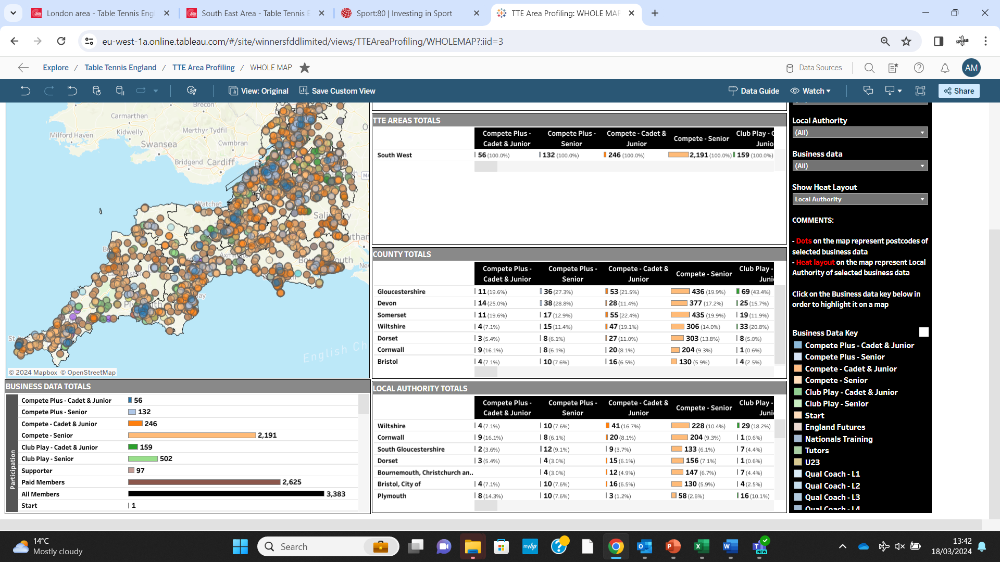 London area - Table Tennis Engl
South East Area - Table Tennis E
Sport:80 | Investing in Sport
TTE Area Profiling: WHOLE MAP
eu-west-1a.online.tableau.com/#/site/winnersfddlimited/views/TTEAreaProfiling/WHOLEMAP?:iid=3
Explore / Table Tennis England / TTE Area Profiling / WHOLE MAP
Data Sources
AM
View: Original
Save Custom View
Data Guide
Watch
Share
Brecon
Carmarthen
Kidwelly
Merthyr Tydfil
Milford Haven
Swansea
Cwmbran
Bridgend
Cardiff
Watchet
English Ch
© 2024 Mapbox © OpenStreetMap
BUSINESS DATA TOTALS
Participation
Compete Plus - Cadet & Junior 56
Compete Plus - Senior 132
Compete - Cadet & Junior 246
Compete - Senior 2,191
Club Play - Cadet & Junior 159
Club Play - Senior 502
Supporter 97
Paid Members 2,625
All Members 3,383
Start 1
TTE AREAS TOTALS
Compete Plus - Cadet & Junior Compete Plus - Senior Compete - Cadet & Junior Compete - Senior Club Play - C Junio
South West 56 (100.0%) 132 (100.0%) 246 (100.0%) 2,191 (100.0%) 159 (100.0%)
COUNTY TOTALS
Compete Plus - Cadet & Junior Compete Plus - Senior Compete - Cadet & Junior Compete - Senior Club Play - Juni
Gloucestershire 11 (19.6%) 36 (27.3%) 53 (21.5%) 436 (19.9%) 69 (43.4%)
Devon 14 (25.0%) 38 (28.8%) 28 (11.4%) 377 (17.2%) 25 (15.7%)
Somerset 11 (19.6%) 17 (12.9%) 55 (22.4%) 435 (19.9%) 19 (11.9%)
Wiltshire 4 (7.1%) 15 (11.4%) 47 (19.1%) 306 (14.0%) 33 (20.8%)
Dorset 3 (5.4%) 8 (6.1%) 27 (11.0%) 303 (13.8%) 8 (5.0%)
Cornwall 9 (16.1%) 8 (6.1%) 20 (8.1%) 204 (9.3%) 1 (0.6%)
Bristol 4 (7.1%) 10 (7.6%) 16 (6.5%) 130 (5.9%) 4 (2.5%)
LOCAL AUTHORITY TOTALS
Compete Plus - Cadet & Junior Compete Plus - Senior Compete - Cadet & Junior Compete - Senior Club Play - Juni
Wiltshire 4 (7.1%) 10 (7.6%) 41 (16.7%) 228 (10.4%) 29 (18.2%)
Cornwall 9 (16.1%) 8 (6.1%) 20 (8.1%) 204 (9.3%) 1 (0.6%)
South Gloucestershire 2 (3.6%) 12 (9.1%) 9 (3.7%) 133 (6.1%) 7 (4.4%)
Dorset 3 (5.4%) 4 (3.0%) 15 (6.1%) 156 (7.1%) 1 (0.6%)
Bournemouth, Christchurch an.. 4 (3.0%) 12 (4.9%) 147 (6.7%) 7 (4.4%)
Bristol, City of 4 (7.1%) 10 (7.6%) 16 (6.5%) 130 (5.9%) 4 (2.5%)
Plymouth 8 (14.3%) 10 (7.6%) 3 (1.2%) 58 (2.6%) 16 (10.1%)
Local Authority
(All)
Business data
(All)
Show Heat Layout
Local Authority
COMMENTS:
- Dots on the map represent postcodes of
selected business data
- Heat layout on the map represent Local
Authority of selected business data
Click on the Business data key below in
order to highlight it on a map
Business Data Key
Compete Plus - Cadet & Junior
Compete Plus - Senior
Compete - Cadet & Junior
Compete - Senior
Club Play - Cadet & Junior
Club Play - Senior
Start
England Futures
Nationals Training
Tutors
U23
Qual Coach - L1
Qual Coach - L2
Qual Coach - L3
Qual Coach - L4
14°C
Mostly cloudy
Search
myhp
NEW
13:42
18/03/2024